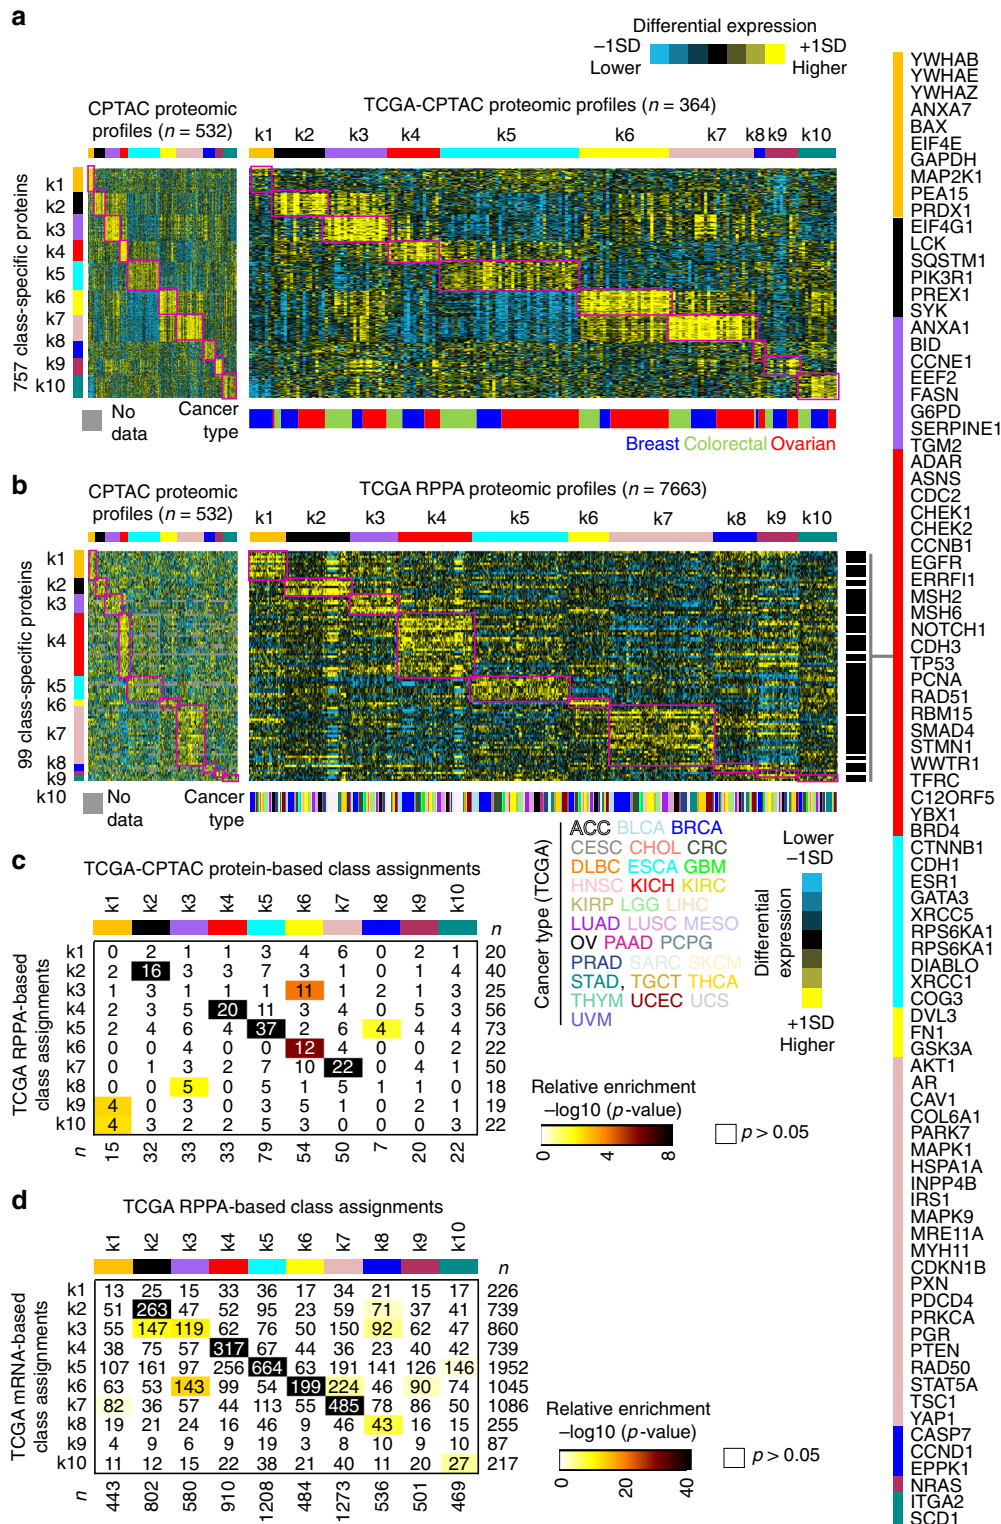 a
Differential expression
–1SD
+1SD
Lower
Higher
CPTAC proteomic
profiles (n = 532)
TCGA-CPTAC proteomic profiles (n = 364)
k1 k2 k3 k4 k5 k6 k7 k8 k9 k10
757 class-specific proteins
k1
k2
k3
k4
k5
k6
k7
k8
k9
k10
No
data
Cancer
type
Breast Colorectal Ovarian
b
CPTAC proteomic
profiles (n = 532)
TCGA RPPA proteomic profiles (n = 7663)
k1 k2 k3 k4 k5 k6 k7 k8 k9 k10
99 class-specific proteins
k1
k2
k3
k4
k5
k6
k7
k8
k9
k10
No
data
Cancer
type
Cancer type (TCGA)
ACC BLCA BRCA
CESC CHOL CRC
DLBC ESCA GBM
HNSC KICH KIRC
KIRP LGG LIHC
LUAD LUSC MESO
OV PAAD PCPG
PRAD SARC SKCM
STAD, TGCT THCA
THYM UCEC UCS
UVM
Lower
–1SD
Differential
expression
+1SD
Higher
c
TCGA-CPTAC protein-based class assignments
k1 k2 k3 k4 k5 k6 k7 k8 k9 k10 n
TCGA RPPA-based
class assignments
k1 0 2 1 1 3 4 6 0 2 1 20
k2 2 16 3 3 7 3 1 0 1 4 40
k3 1 3 1 1 1 11 1 2 1 3 25
k4 2 3 5 20 11 3 4 0 5 3 56
k5 2 4 6 5 37 2 6 4 4 4 73
k6 0 0 4 0 0 12 4 0 0 2 22
k7 0 1 3 2 7 10 22 1 3 1 50
k8 0 0 5 0 5 1 5 1 1 0 18
k9 4 0 3 0 3 5 1 0 2 1 19
k10 4 3 2 2 5 3 0 0 0 3 22
n 15 32 33 33 79 54 50 7 20 22
Relative enrichment
–log10 (p-value)
0 4 8
p > 0.05
d
TCGA RPPA-based class assignments
k1 k2 k3 k4 k5 k6 k7 k8 k9 k10 n
TCGA mRNA-based
class assignments
k1 13 25 15 33 36 17 34 21 15 17 226
k2 51 263 47 52 95 23 59 71 37 41 739
k3 55 147 119 62 76 50 150 92 62 47 860
k4 38 75 57 317 67 44 36 23 40 42 739
k5 107 161 97 256 664 63 191 141 126 146 1952
k6 63 53 143 99 54 199 224 46 90 74 1045
k7 82 36 57 44 113 55 485 78 86 50 1086
k8 19 21 24 16 46 9 46 43 16 15 255
k9 4 9 6 9 19 3 8 10 9 10 87
k10 11 12 15 22 38 21 40 11 20 27 217
n 443 802 580 910 1208 484 1273 536 501 469
Relative enrichment
–log10 (p-value)
0 20 40
p > 0.05
YWHAB
YWHAE
YWHAZ
ANXA7
BAX
EIF4E
GAPDH
MAP2K1
PEA15
PRDX1
EIF4G1
LCK
SQSTM1
PIK3R1
PREX1
SYK
ANXA1
BID
CCNE1
EEF2
FASN
G6PD
SERPINE1
TGM2
ADAR
ASNS
CDC2
CHEK1
CHEK2
CCNB1
EGFR
ERRFI1
MSH2
MSH6
NOTCH1
CDH3
TP53
PCNA
RAD51
RBM15
SMAD4
STMN1
WWTR1
TFRC
C12ORF5
YBX1
BRD4
CTNNB1
CDH1
ESR1
GATA3
XRCC5
RPS6KA1
RPS6KA1
DIABLO
XRCC1
COG3
DVL3
FN1
GSK3A
AKT1
AR
CAV1
COL6A1
PARK7
MAPK1
HSPA1A
INPP4B
IRS1
MAPK9
MRE11A
MYH11
CDKN1B
PXN
PDCD4
PRKCA
PGR
PTEN
RAD50
STAT5A
TSC1
YAP1
CASP7
CCND1
EPPK1
NRAS
ITGA2
SCD1